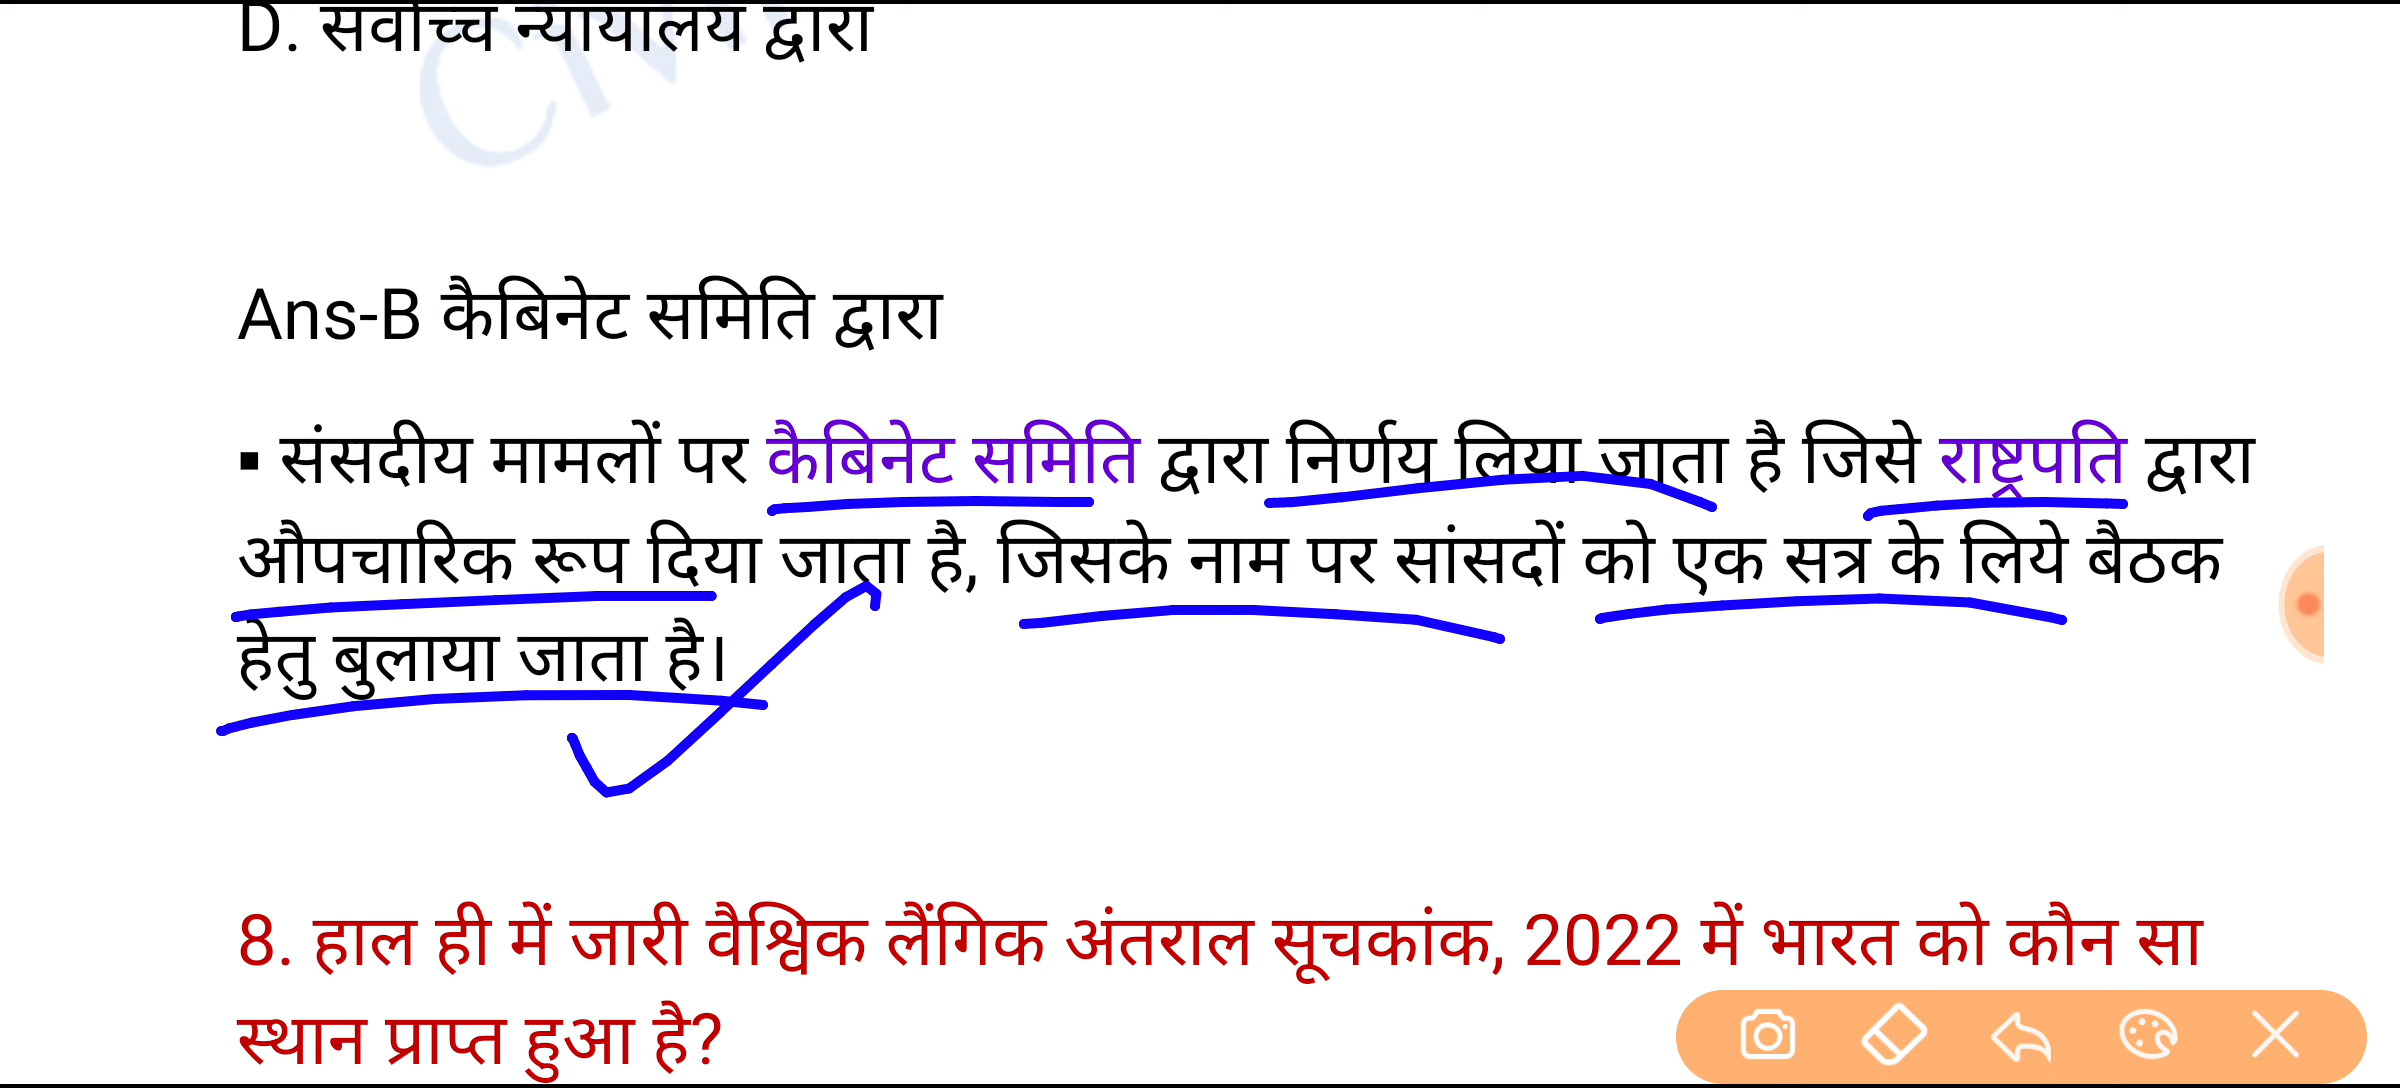 D. सर्वोच्च न्यायालय द्वारा
Ans-B कैबिनेट समिति द्वारा
▪ संसदीय मामलों पर कैबिनेट समिति द्वारा निर्णय लिया जाता है जिसे राष्ट्रपति द्वारा
औपचारिक रूप दिया जाता है, जिसके नाम पर सांसदों को एक सत्र के लिये बैठक
हेतु बुलाया जाता है।
8. हाल ही में जारी वैश्विक लैंगिक अंतराल सूचकांक, 2022 में भारत को कौन सा
स्थान प्राप्त हुआ है?